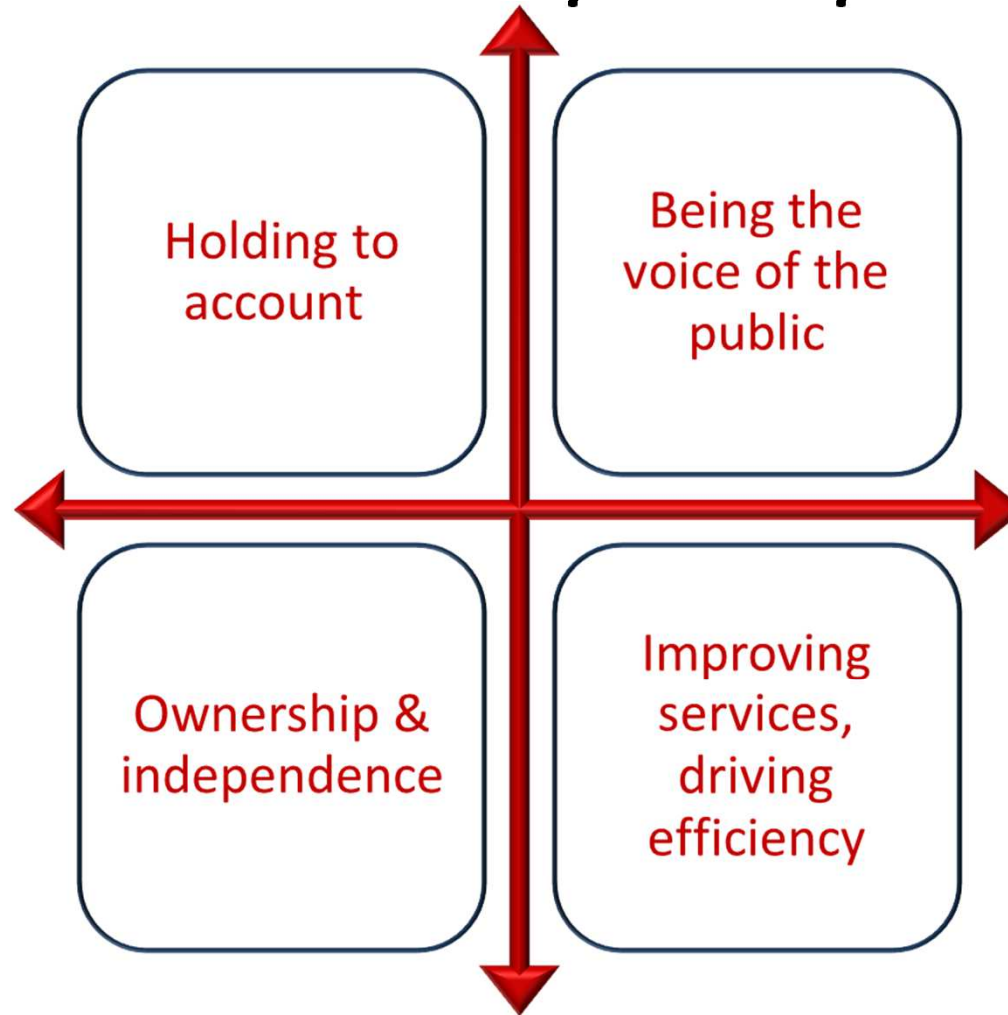 Holding to
account
Being the
voice of the
public
Ownership &
independence
Improving
services,
driving
efficiency